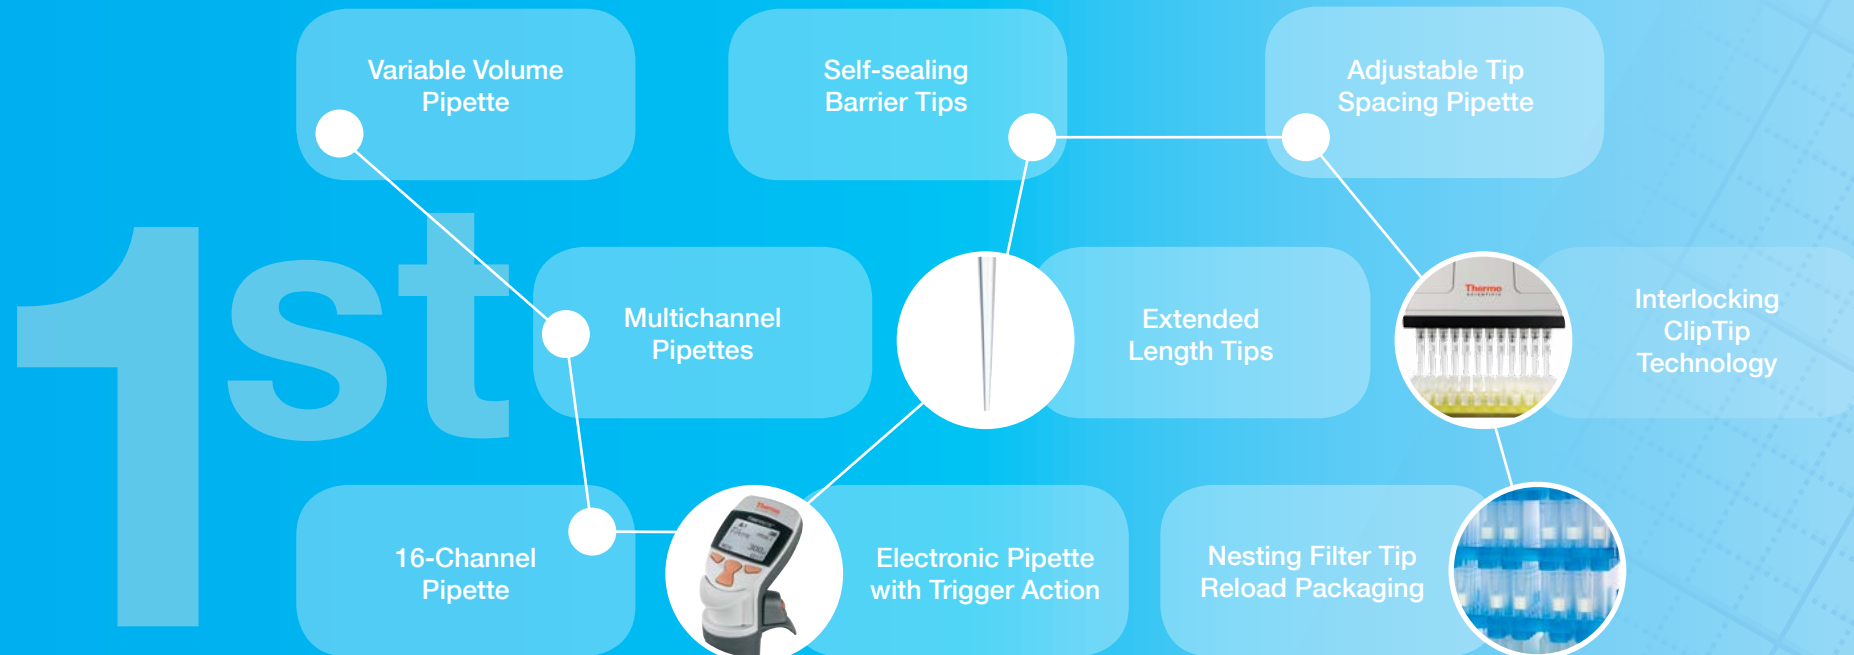 1st
Variable Volume
Pipette
Self-sealing
Barrier Tips
Adjustable Tip
Spacing Pipette
Multichannel
Pipettes
Extended
Length Tips
Thermo
SCIENTIFIC
Interlocking
ClipTip
Technology
16-Channel
Pipette
Thermo
Electronic Pipette
with Trigger Action
Nesting Filter Tip
Reload Packaging